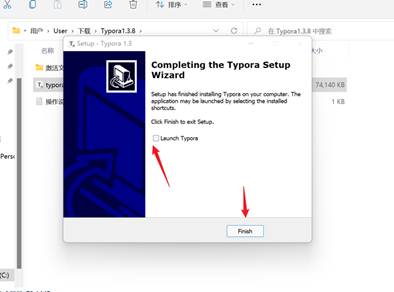 排序
查看
用户 > User > 下载 > Typora1.3.8
在 Typora1.3.8 中搜索
大小
Setup - Typora 1.3
激活文
typora
74,140 KB
操作说
1 KB
Completing the Typora Setup
Wizard
Setup has finished installing Typora on your computer. The
application may be launched by selecting the installed
shortcuts.
Click Finish to exit Setup.
Launch Typora
Finish
Perso
(C:)